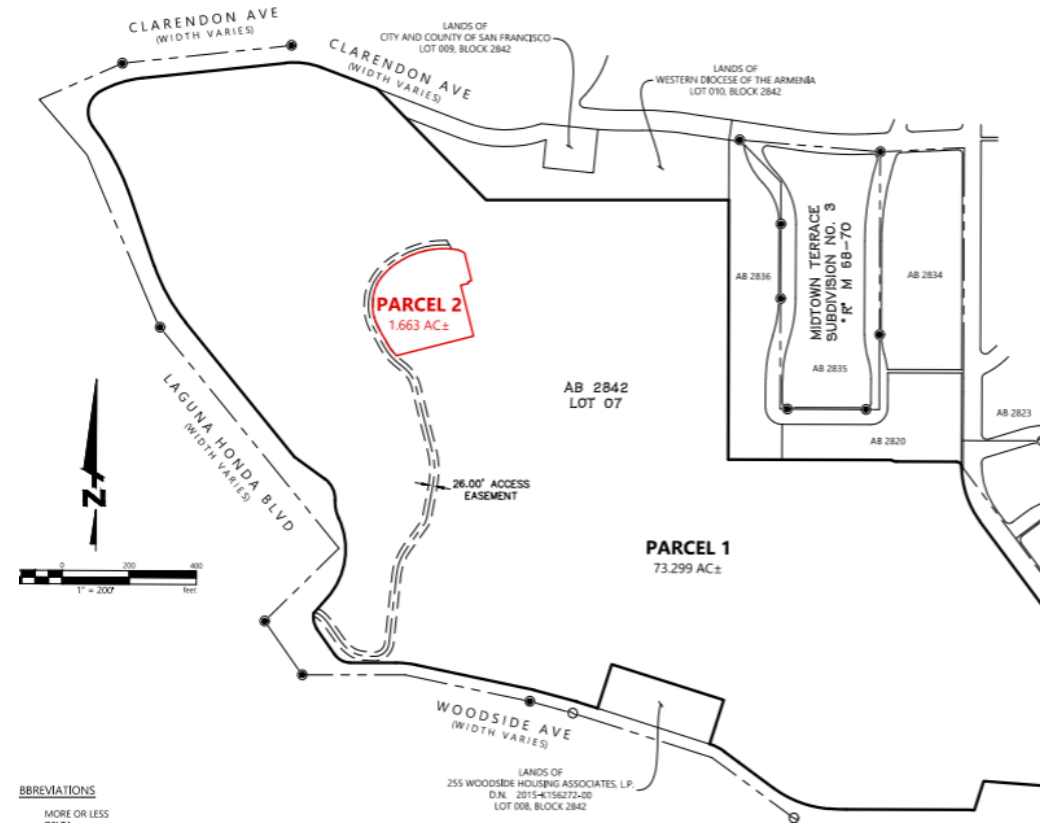 CLARENDON AVE
(WIDTH VARIES)
LANDS OF
CITY AND COUNTY OF SAN FRANCISCO
LOT 009, BLOCK 2842
CLARENDON AVE
(WIDTH VARIES)
LANDS OF
WESTERN DIOCESE OF THE ARMENIA
LOT 010, BLOCK 2842
MIDTOWN TERRACE
SUBDIVISION NO. 3
"R" M 68-70
AB 2836
AB 2834
PARCEL 2
1.663 AC±
AB 2835
AB 2842
LOT 07
AB 2823
AB 2820
LAGUNA HONDA BLVD
(WIDTH VARIES)
26.00' ACCESS
EASEMENT
N
PARCEL 1
73.299 AC±
0 200 400
1" = 200' feet
WOODSIDE AVE
(WIDTH VARIES)
LANDS OF
255 WOODSIDE HOUSING ASSOCIATES, L.P.
D.N. 2015-K156272-00
LOT 008, BLOCK 2842
BBREVIATIONS
MORE OR LESS